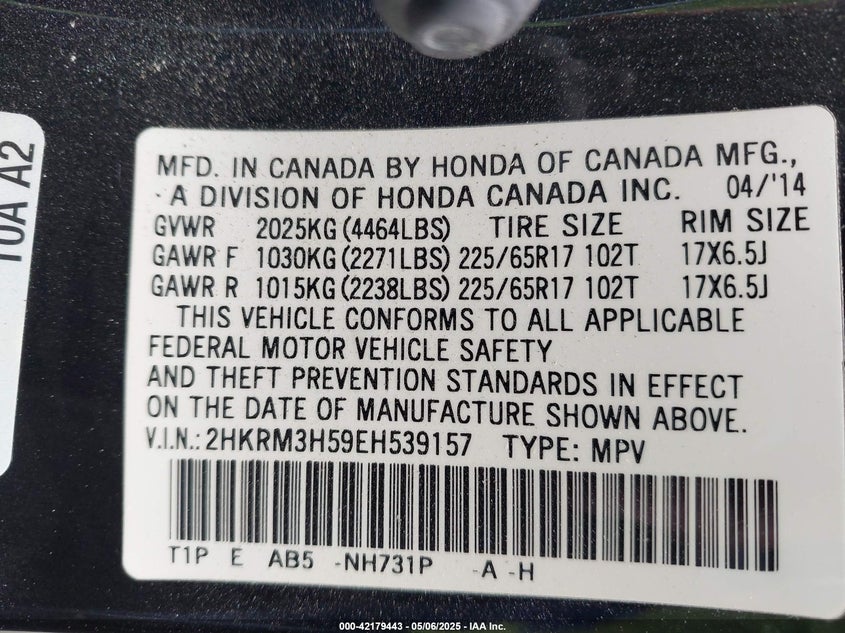 10A A2
MFD. IN CANADA BY HONDA OF CANADA MFG.,
A DIVISION OF HONDA CANADA INC. 04/'14
GVWR 2025KG (4464LBS) TIRE SIZE RIM SIZE
GAWR F 1030KG (2271LBS) 225/65R17 102T 17X6.5J
GAWR R 1015KG (2238LBS) 225/65R17 102T 17X6.5J
THIS VEHICLE CONFORMS TO ALL APPLICABLE
FEDERAL MOTOR VEHICLE SAFETY
AND THEFT PREVENTION STANDARDS IN EFFECT
ON THE DATE OF MANUFACTURE SHOWN ABOVE.
V.I.N.: 2HKRM3H59EH539157 TYPE: MPV
T1P E AB5 -NH731P -A -H
000-42179443 - 05/06/2025 - IAA Inc.